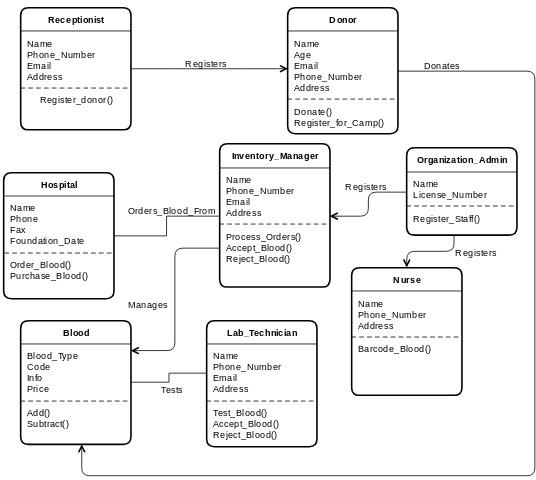 Receptionist
Name
Phone_Number
Email
Address
Register_donor()
Registers
Donor
Name
Age
Email
Phone_Number
Address
Donate()
Register_for_Camp()
Donates
Hospital
Name
Phone
Fax
Foundation_Date
Order_Blood()
Purchase_Blood()
Orders_Blood_From
Inventory_Manager
Name
Phone_Number
Email
Address
Process_Orders()
Accept_Blood()
Reject_Blood()
Registers
Organization_Admin
Name
License_Number
Register_Staff()
Registers
Manages
Nurse
Name
Phone_Number
Address
Barcode_Blood()
Blood
Blood_Type
Code
Info
Price
Add()
Subtract()
Tests
Lab_Technician
Name
Phone_Number
Email
Address
Test_Blood()
Accept_Blood()
Reject_Blood()